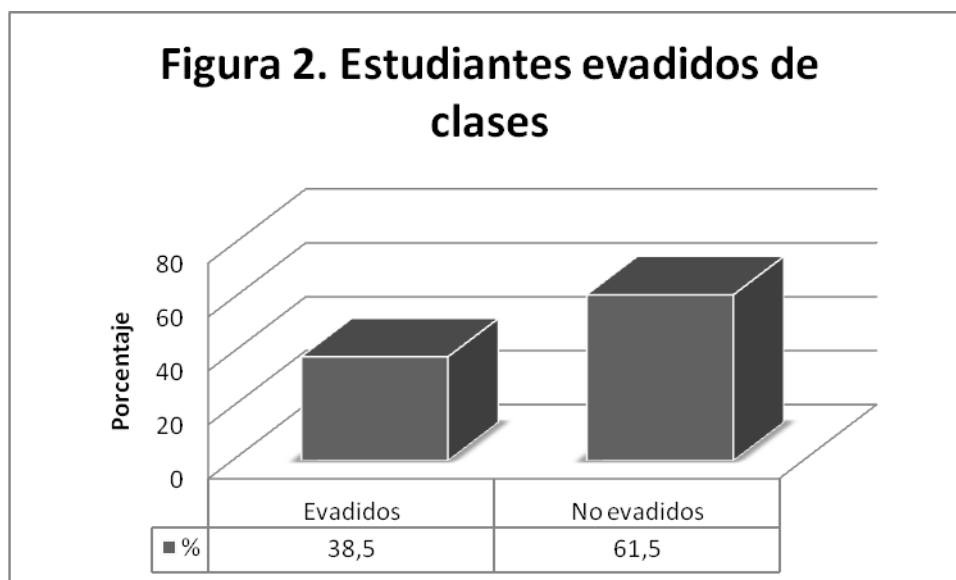 Figura 2. Estudiantes evadidos de
clases
Porcentaje
80
60
40
20
0
Evadidos No evadidos
% 38,5 61,5